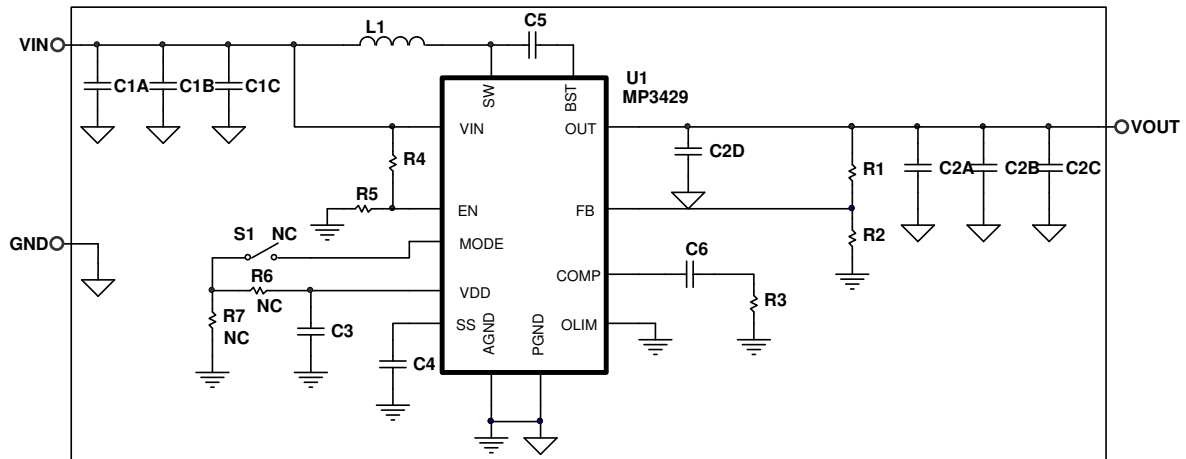 C5
L1
VIN
U1
MP3429
C1A
C1B
C1C
SW
BST
VIN
OUT
VOUT
R4
C2D
R1
C2A
C2B
C2C
R5
EN
FB
S1
NC
MODE
R2
GND
C6
R6
COMP
VDD
NC
R3
R7
NC
C3
SS
AGND
PGND
OLIM
C4